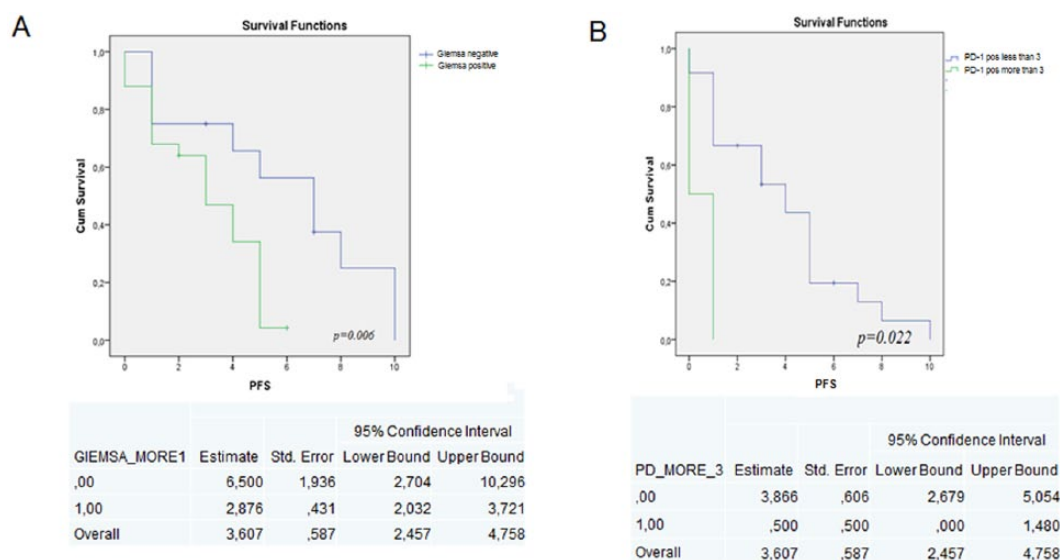 A
Survival Functions
Giemsa negative
Giemsa positive
1,0
0,8
0,6
0,4
0,2
0,0
Cum Survival
p=0.006
0 2 4 6 8 10
PFS
95% Confidence Interval
GIEMSA_MORE1 Estimate Std. Error Lower Bound Upper Bound
,00 6,500 1,936 2,704 10,296
1,00 2,876 ,431 2,032 3,721
Overall 3,607 ,587 2,457 4,758
B
Survival Functions
PD-1 pos less than 3
PD-1 pos more than 3
1,0
0,8
0,6
0,4
0,2
0,0
Cum Survival
p=0.022
0 2 4 6 8 10
PFS
95% Confidence Interval
PD_MORE_3 Estimate Std. Error Lower Bound Upper Bound
,00 3,866 ,606 2,679 5,054
1,00 ,500 ,500 ,000 1,480
Overall 3,607 ,587 2,457 4,758